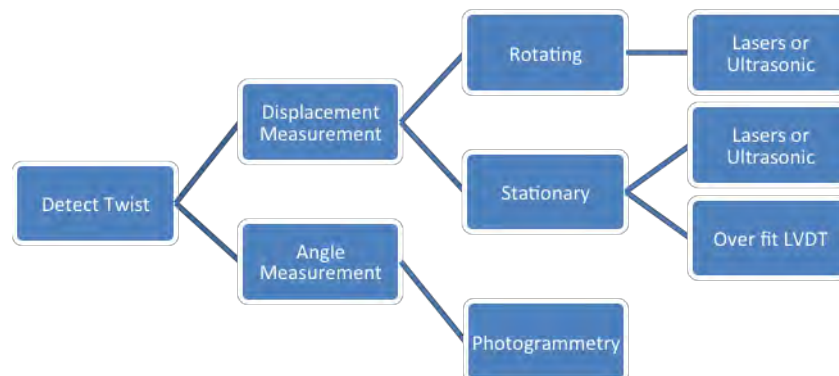 Rotating
Lasers or
Ultrasonic
Displacement
Measurement
Lasers or
Ultrasonic
Detect Twist
Stationary
Angle
Measurement
Over fit LVDT
Photogrammetry